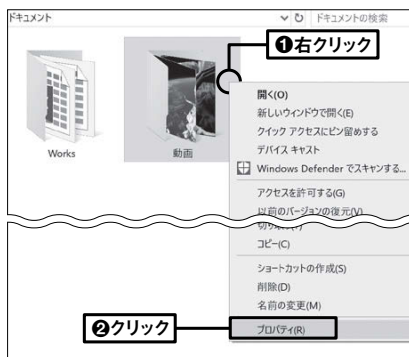 ドキュメント
ドキュメントの検索
❶右クリック
Works
動画
開く(O)
新しいウィンドウで開く(E)
クイック アクセスにピン留めする
デバイス キャスト
Windows Defender でスキャンする...
アクセスを許可する(G)
以前のバージョンの復元(V)
切り取り(T)
コピー(C)
ショートカットの作成(S)
削除(D)
名前の変更(M)
❷クリック
プロパティ(R)